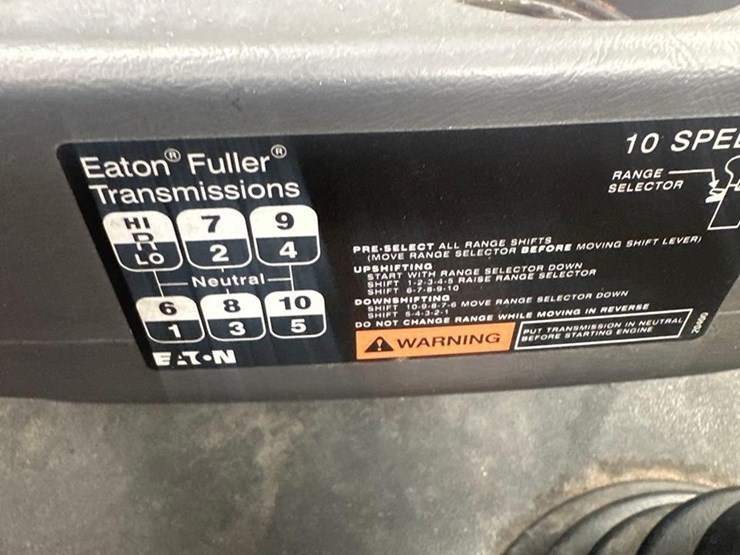 Eaton® Fuller®
Transmissions
HI R LO 7 2 9 4
Neutral
6 1 8 3 10 5
EATON
10 SPEE
RANGE
SELECTOR
PRE-SELECT ALL RANGE SHIFTS
(MOVE RANGE SELECTOR BEFORE MOVING SHIFT LEVER)
UPSHIFTING
START WITH RANGE SELECTOR DOWN
SHIFT 1-2-3-4-5 RAISE RANGE SELECTOR
SHIFT 6-7-8-9-10
DOWNSHIFTING
SHIFT 10-9-8-7-6 MOVE RANGE SELECTOR DOWN
SHIFT 5-4-3-2-1
DO NOT CHANGE RANGE WHILE MOVING IN REVERSE
WARNING
PUT TRANSMISSION IN NEUTRAL
BEFORE STARTING ENGINE